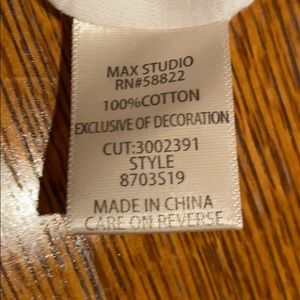 MAX STUDIO
RN#58822
100%COTTON
EXCLUSIVE OF DECORATION
CUT:3002391
STYLE
8703S19
MADE IN CHINA
CARE ON REVERSE